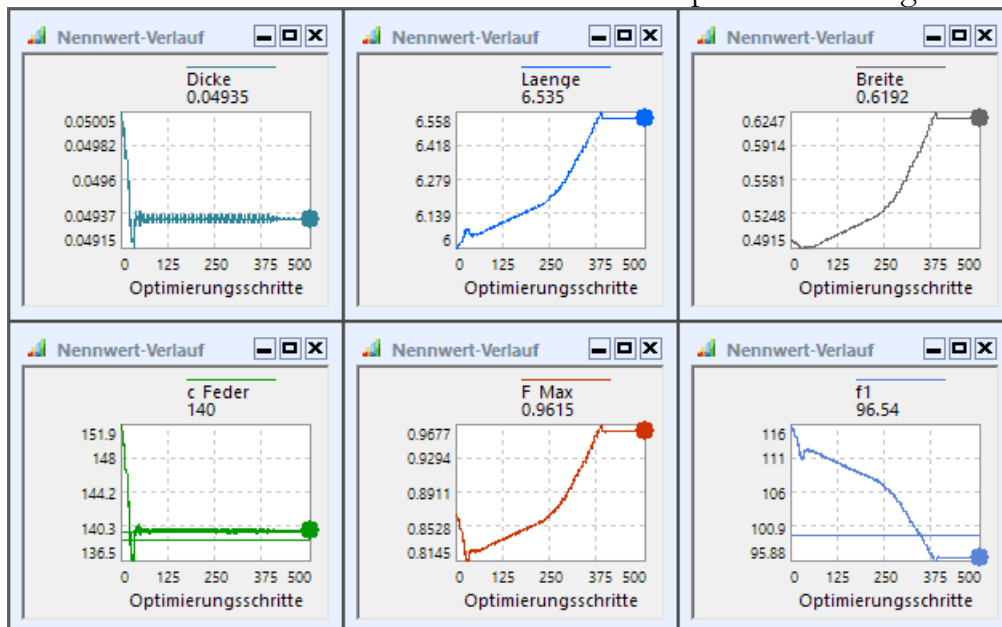 Nennwert-Verlauf
Dicke
0.04935
0.05005
0.04982
0.0496
0.04937
0.04915
0 125 250 375 500
Optimierungsschritte
Nennwert-Verlauf
Laenge
6.535
6.558
6.418
6.279
6.139
6
0 125 250 375 500
Optimierungsschritte
Nennwert-Verlauf
Breite
0.6192
0.6247
0.5914
0.5581
0.5248
0.4915
0 125 250 375 500
Optimierungsschritte
Nennwert-Verlauf
c_Feder
140
151.9
148
144.2
140.3
136.5
0 125 250 375 500
Optimierungsschritte
Nennwert-Verlauf
F_Max
0.9615
0.9677
0.9294
0.8911
0.8528
0.8145
0 125 250 375 500
Optimierungsschritte
Nennwert-Verlauf
f1
96.54
116
111
106
100.9
95.88
0 125 250 375 500
Optimierungsschritte